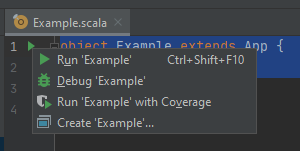 Example.scala
1 object Example extends App {
2
Run 'Example' Ctrl+Shift+F10
Debug 'Example'
Run 'Example' with Coverage
Create 'Example'...